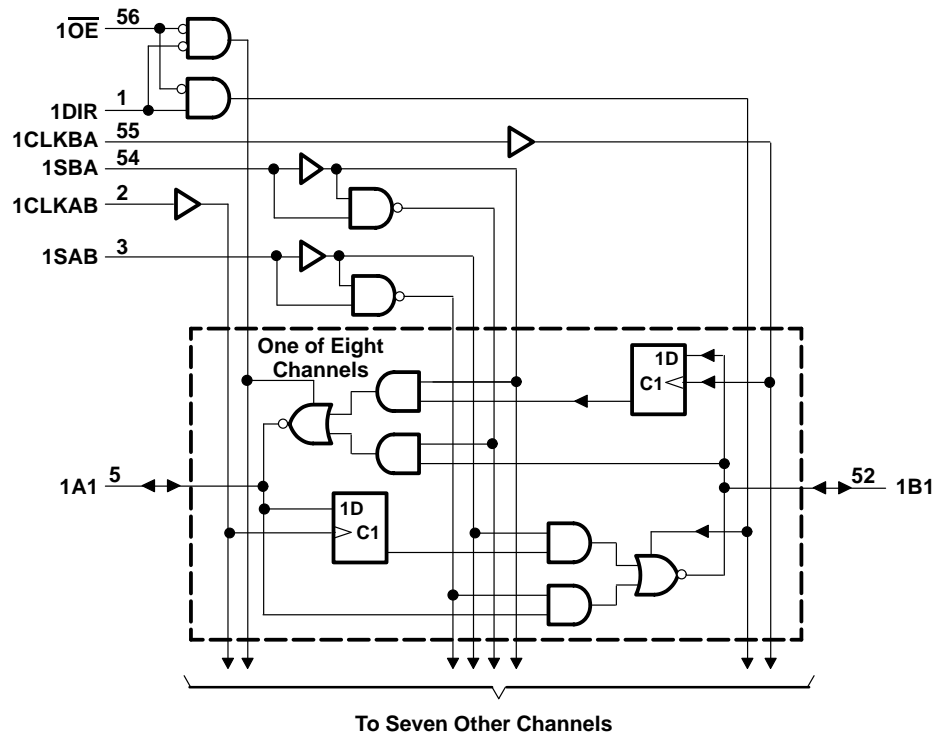 1O̅E̅ 56
1DIR 1
1CLKBA 55
1SBA 54
1CLKAB 2
1SAB 3
One of Eight
Channels
1D
C1
1A1 5
52 1B1
1D
C1
To Seven Other Channels